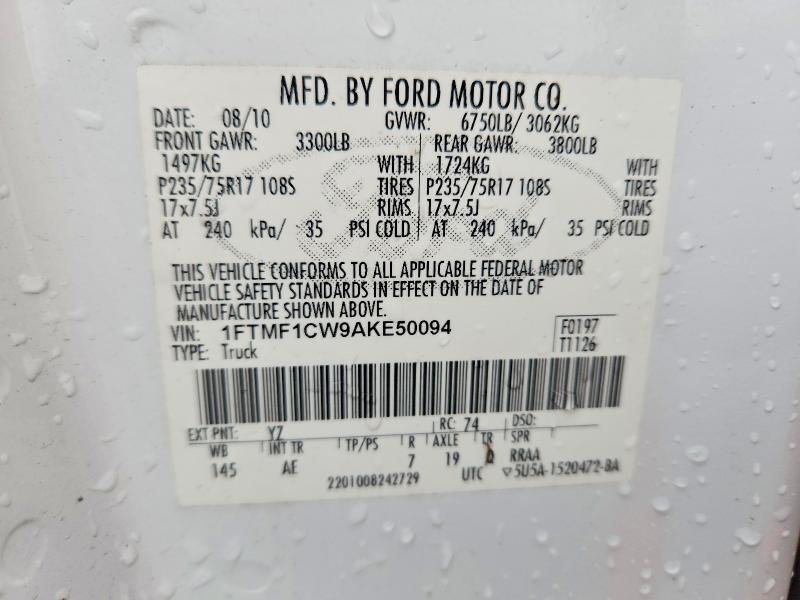 MFD. BY FORD MOTOR CO.
DATE: 08/10 GVWR: 6750LB/ 3062KG
FRONT GAWR: 3300LB REAR GAWR: 3800LB
1497KG WITH 1724KG WITH
P235/75R17 108S TIRES P235/75R17 108S TIRES
17x7.5J RIMS 17x7.5J RIMS
AT 240 kPa/ 35 PSI COLD AT 240 kPa/ 35 PSI COLD
THIS VEHICLE CONFORMS TO ALL APPLICABLE FEDERAL MOTOR
VEHICLE SAFETY STANDARDS IN EFFECT ON THE DATE OF
MANUFACTURE SHOWN ABOVE.
VIN: 1FTMF1CW9AKE50094 F0197
TYPE: Truck T1126
EXT PNT: YZ RC: 74 DSO:
WB INT TR TP/PS R AXLE TR SPR
145 AE 7 19 RRAA
2201008242729 UTC ▽5U5A-1520472-BA